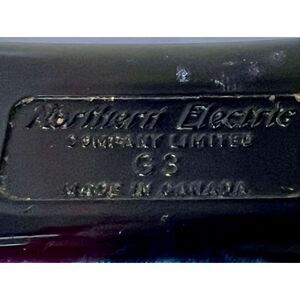 Northern Electric
COMPANY LIMITED
G3
MADE IN CANADA